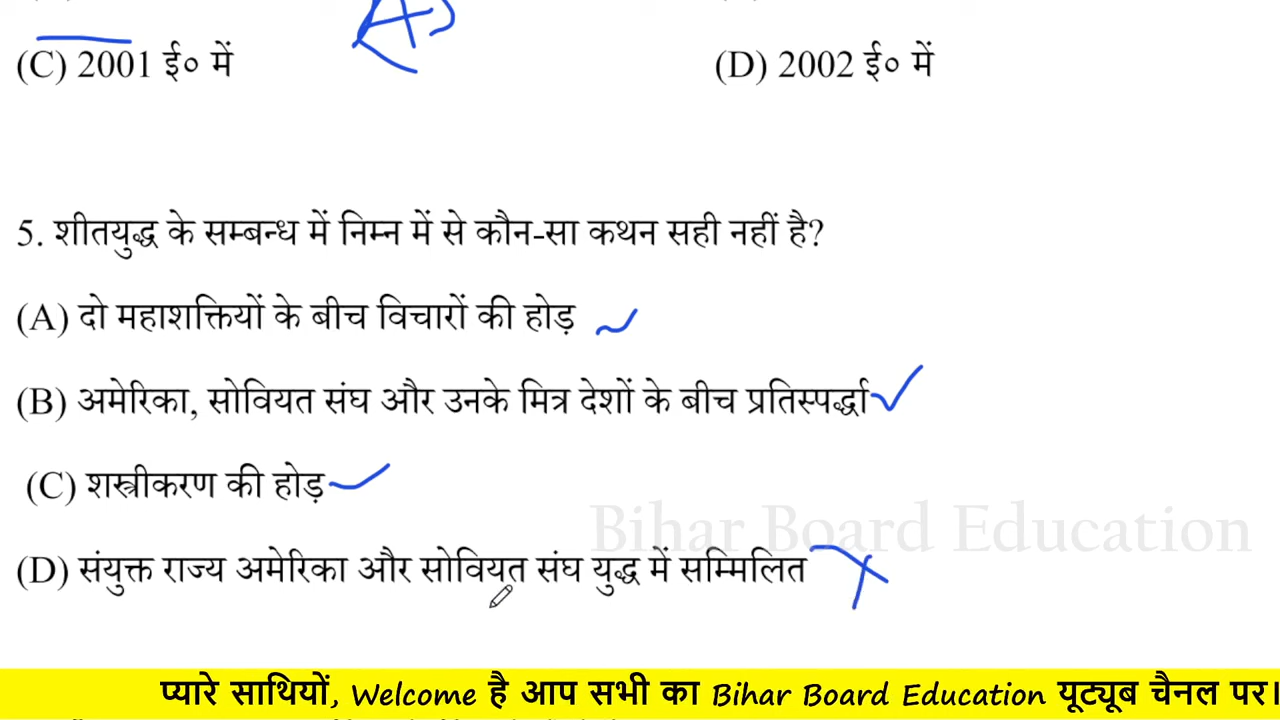 (C) 2001 ई० में (D) 2002 ई० में
5. शीतयुद्ध के सम्बन्ध में निम्न में से कौन-सा कथन सही नहीं है?
(A) दो महाशक्तियों के बीच विचारों की होड़
(B) अमेरिका, सोवियत संघ और उनके मित्र देशों के बीच प्रतिस्पर्द्धा
(C) शस्त्रीकरण की होड़
Bihar Board Education
(D) संयुक्त राज्य अमेरिका और सोवियत संघ युद्ध में सम्मिलित
प्यारे साथियों, Welcome है आप सभी का Bihar Board Education यूट्यूब चैनल पर।